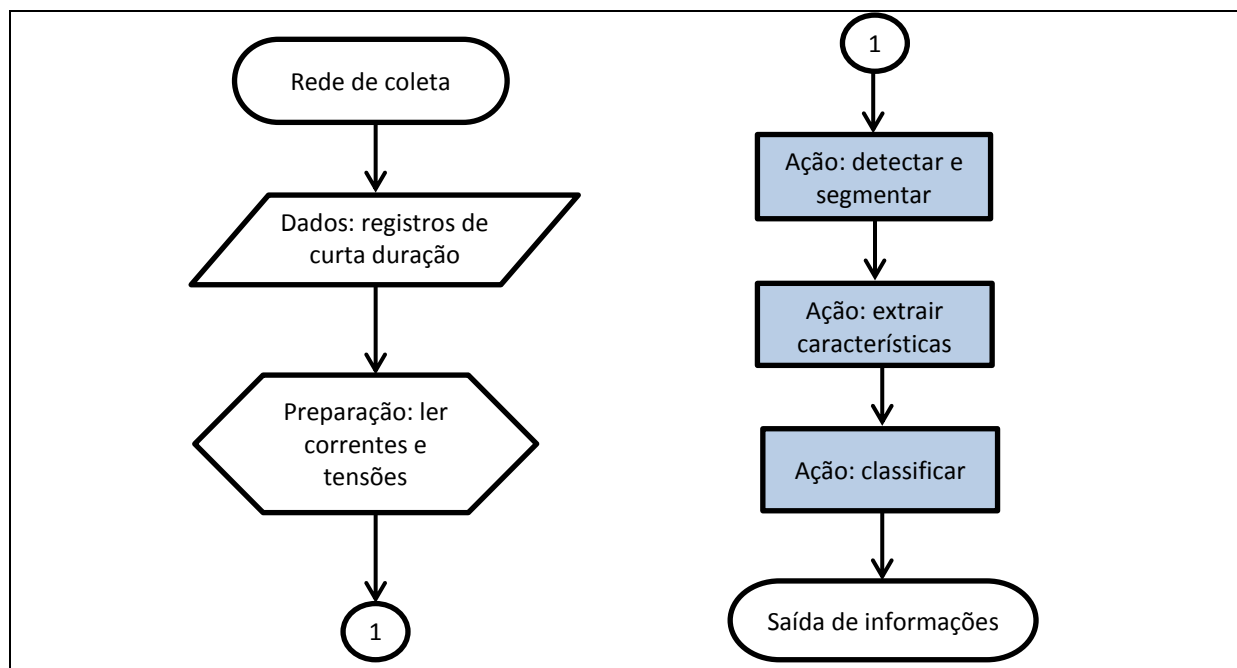 Rede de coleta
Dados: registros de
curta duração
Preparação: ler
correntes e
tensões
1
1
Ação: detectar e
segmentar
Ação: extrair
características
Ação: classificar
Saída de informações